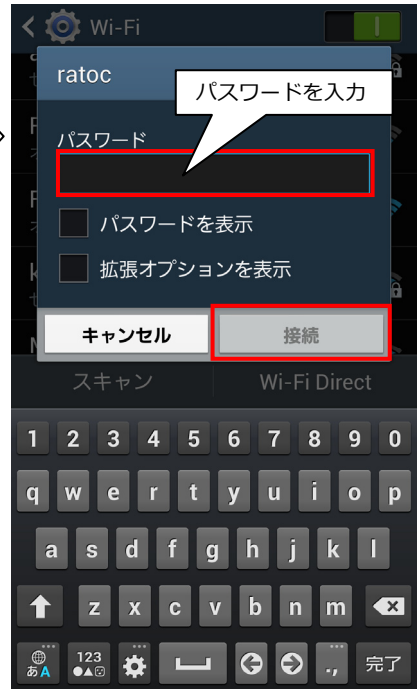 Wi-Fi
ratoc
パスワードを入力
パスワード
パスワードを表示
拡張オプションを表示
キャンセル
接続
スキャン
Wi-Fi Direct
1 2 3 4 5 6 7 8 9 0
q w e r t y u i o p
a s d f g h j k l
z x c v b n m
あA 123 ., 完了